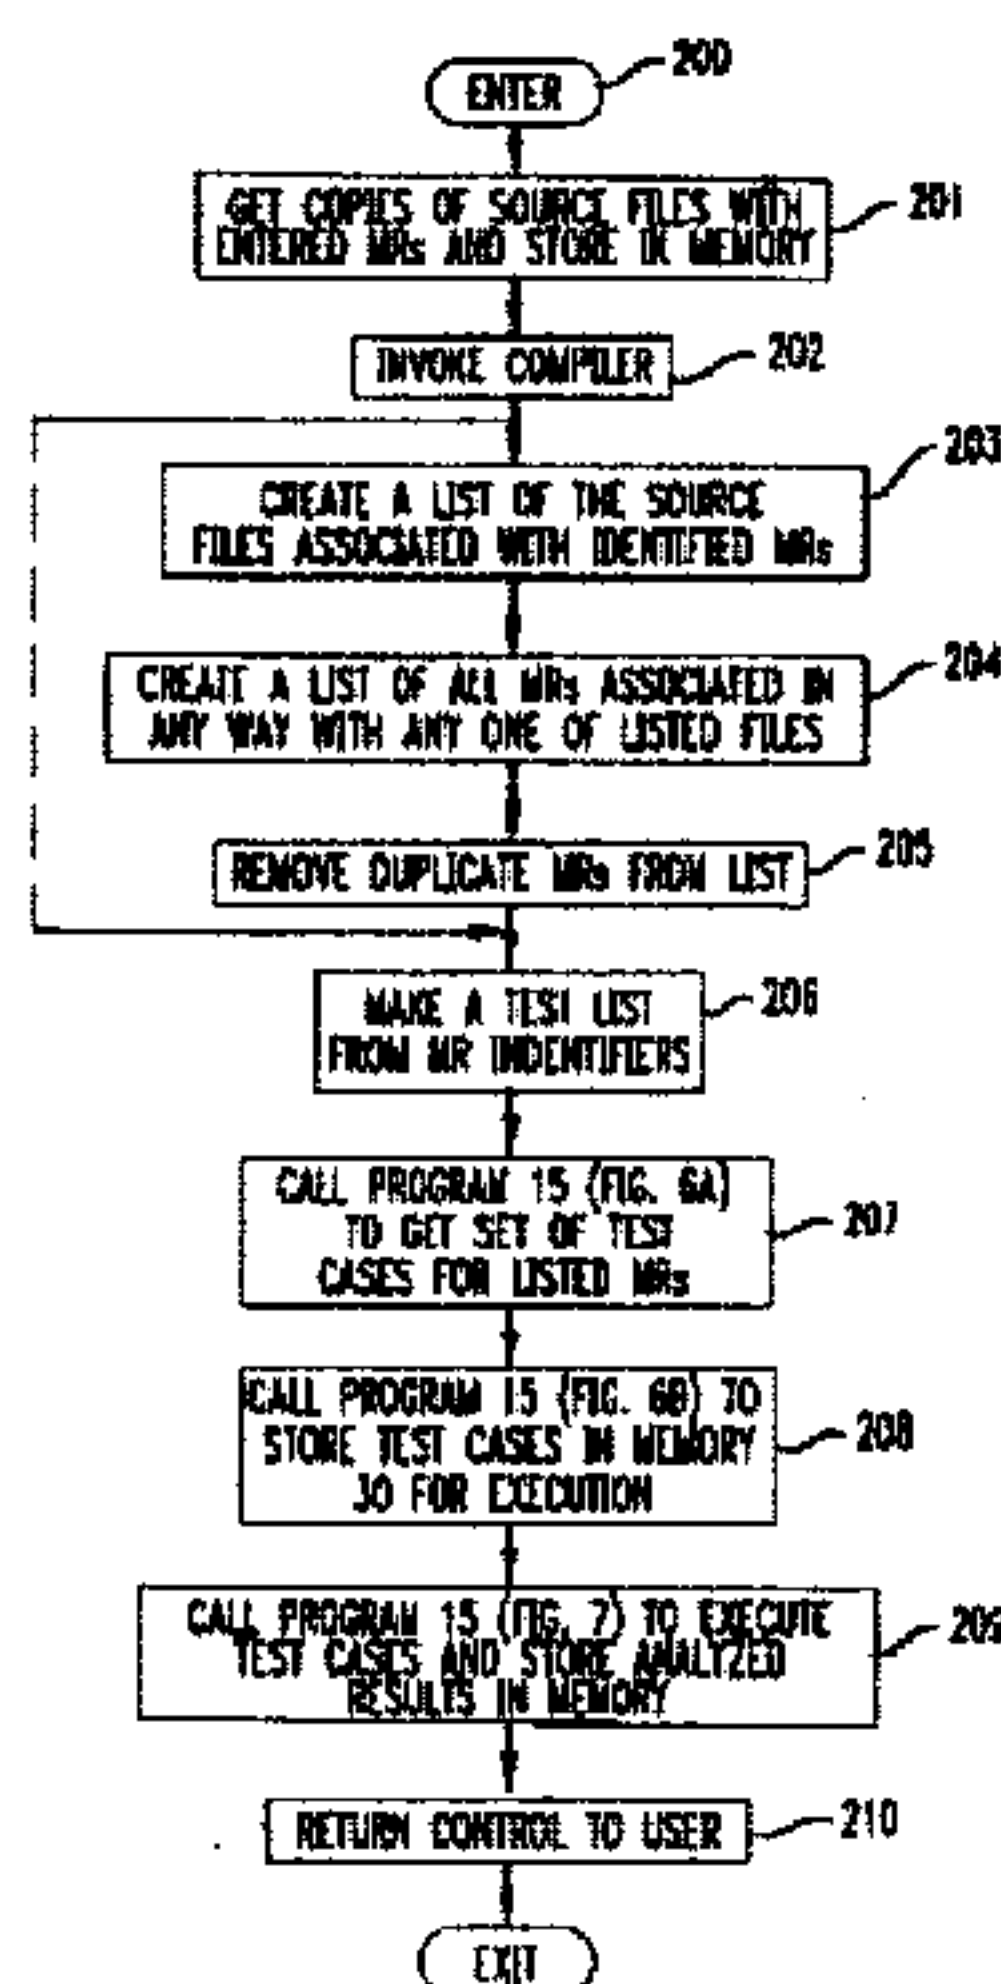 200
ENTER
201
GET COPIES OF SOURCE FILES WITH
ENTERED MRs AND STORE IN MEMORY
202
INVOKE COMPILER
203
CREATE A LIST OF THE SOURCE
FILES ASSOCIATED WITH IDENTIFIED MRs
204
CREATE A LIST OF ALL MRs ASSOCIATED IN
ANY WAY WITH ANY ONE OF LISTED FILES
205
REMOVE DUPLICATE MRs FROM LIST
206
MAKE A TEST LIST
FROM MR INDENTIFIERS
207
CALL PROGRAM 15 (FIG. 6A)
TO GET SET OF TEST
CASES FOR LISTED MRs
208
CALL PROGRAM 15 (FIG. 6B) TO
STORE TEST CASES IN MEMORY
30 FOR EXECUTION
209
CALL PROGRAM 15 (FIG. 7) TO EXECUTE
TEST CASES AND STORE ANALYZED
RESULTS IN MEMORY
210
RETURN CONTROL TO USER
EXIT